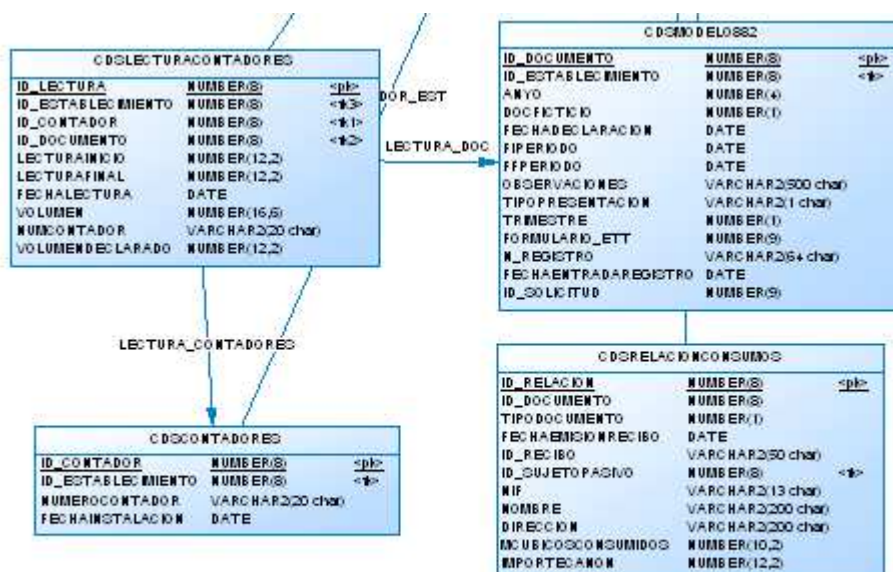 CDSLECTURACONTADORES
ID_LECTURA NUMBER(8) <pk>
ID_ESTABLECIMIENTO NUMBER(8) <fk3>
ID_CONTADOR NUMBER(8) <fk1>
ID_DOCUMENTO NUMBER(8) <fk2>
LECTURAINICIO NUMBER(12,2)
LECTURAFINAL NUMBER(12,2)
FECHALECTURA DATE
VOLUMEN NUMBER(16,6)
NUMCONTADOR VARCHAR2(20 char)
VOLUMENDECLARADO NUMBER(12,2)
DOR_EST
LECTURA_DOC
CDSMODELO882
ID_DOCUMENTO NUMBER(8) <pk>
ID_ESTABLECIMIENTO NUMBER(8) <fk>
ANYO NUMBER(4)
DOCFICTICIO NUMBER(1)
FECHADECLARACION DATE
FIPERIODO DATE
FFPERIODO DATE
OBSERVACIONES VARCHAR2(500 char)
TIPOPRESENTACION VARCHAR2(1 char)
TRIMESTRE NUMBER(1)
FORMULARIO_ETT NUMBER(9)
N_REGISTRO VARCHAR2(64 char)
FECHAENTRADAREGISTRO DATE
ID_SOLICITUD NUMBER(9)
LECTURA_CONTADORES
CDSCONTADORES
ID_CONTADOR NUMBER(8) <pk>
ID_ESTABLECIMIENTO NUMBER(8) <fk>
NUMEROCONTADOR VARCHAR2(20 char)
FECHAINSTALACION DATE
CDSRELACIONCONSUMOS
ID_RELACION NUMBER(8) <pk>
ID_DOCUMENTO NUMBER(8)
TIPODOCUMENTO NUMBER(1)
FECHAEMISIONRECIBO DATE
ID_RECIBO VARCHAR2(50 char)
ID_SUJETOPASIVO NUMBER(8) <fk>
NIF VARCHAR2(13 char)
NOMBRE VARCHAR2(200 char)
DIRECCION VARCHAR2(200 char)
MCUBICOSCONSUMIDOS NUMBER(10,2)
IMPORTECANON NUMBER(12,2)